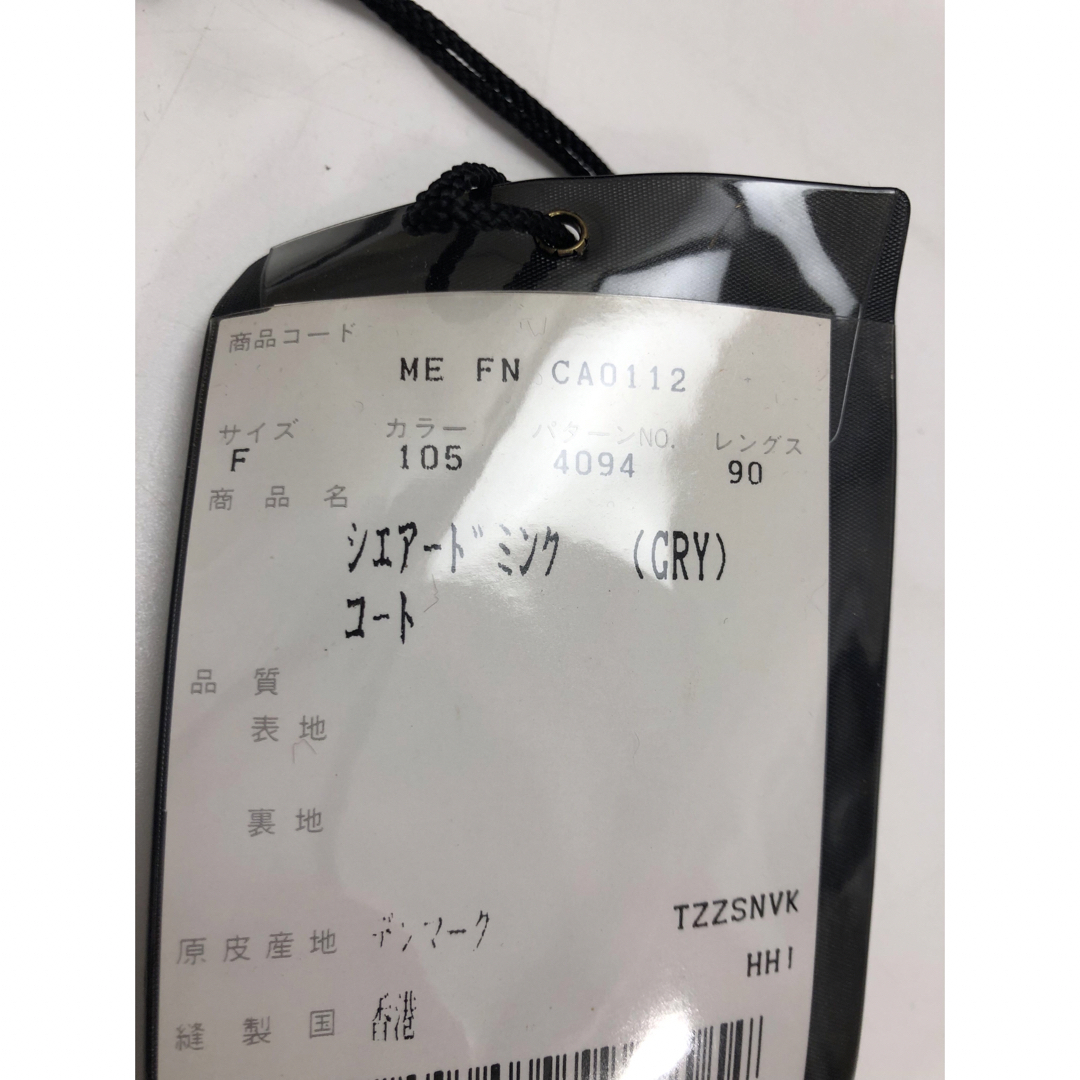 商品コード
ME FN CA0112
サイズ カラー パターンNO. レングス
F 105 4094 90
商品名
シエアードミンク (GRY)
コート
品質
表地
裏地
TZZSNVK
原皮産地 デンマーク
HH1
縫製国 香港